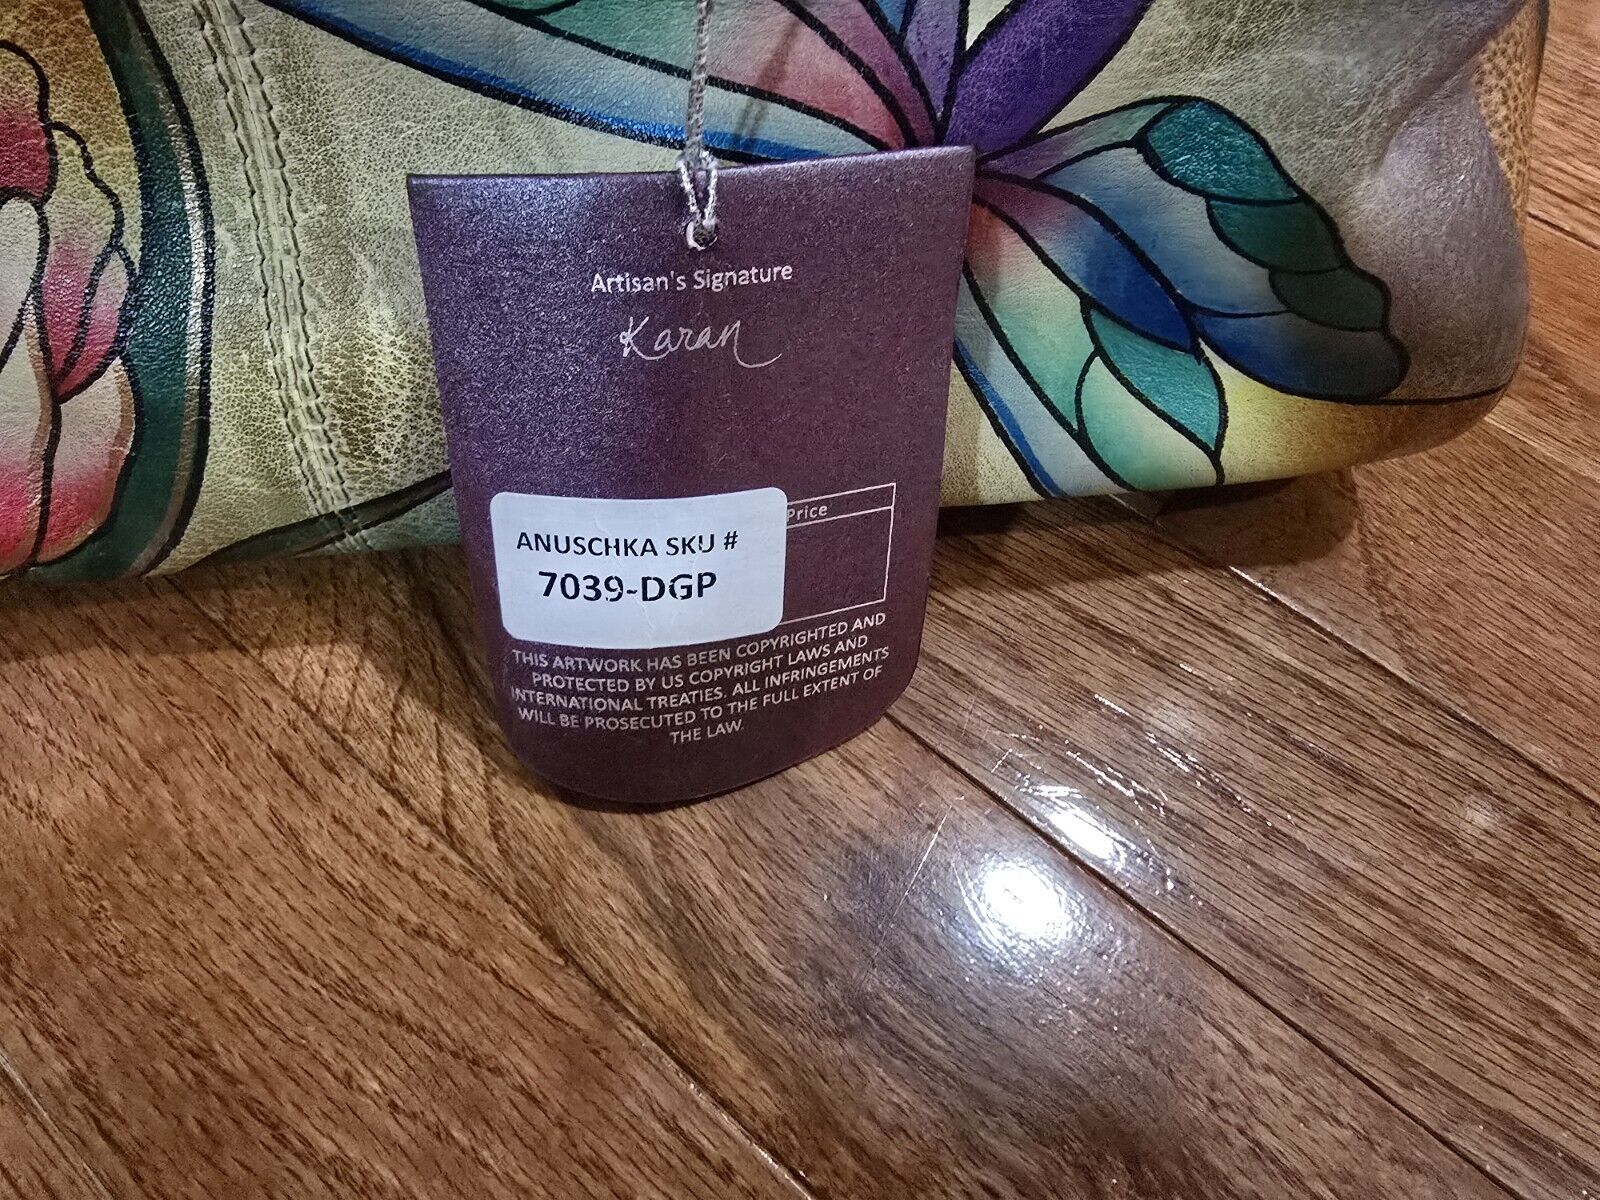 Artisan's Signature
Karan
Price
ANUSCHKA SKU #
7039-DGP
THIS ARTWORK HAS BEEN COPYRIGHTED AND
PROTECTED BY US COPYRIGHT LAWS AND
INTERNATIONAL TREATIES. ALL INFRINGEMENTS
WILL BE PROSECUTED TO THE FULL EXTENT OF
THE LAW.